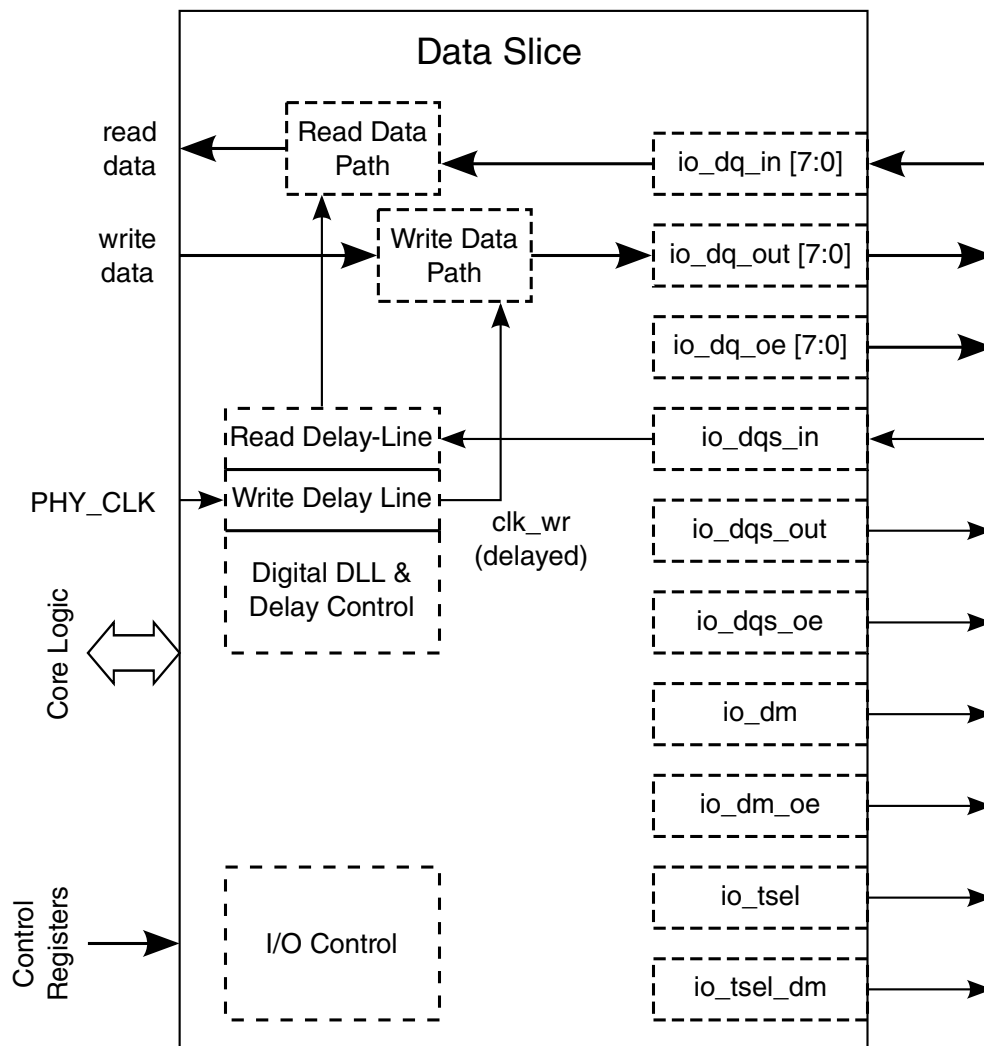 Data Slice
read
data
Read Data
Path
io_dq_in [7:0]
write
data
Write Data
Path
io_dq_out [7:0]
io_dq_oe [7:0]
Read Delay-Line
io_dqs_in
PHY_CLK
Write Delay Line
clk_wr
(delayed)
io_dqs_out
Digital DLL &
Delay Control
io_dqs_oe
Core Logic
io_dm
io_dm_oe
io_tsel
Control
Registers
I/O Control
io_tsel_dm